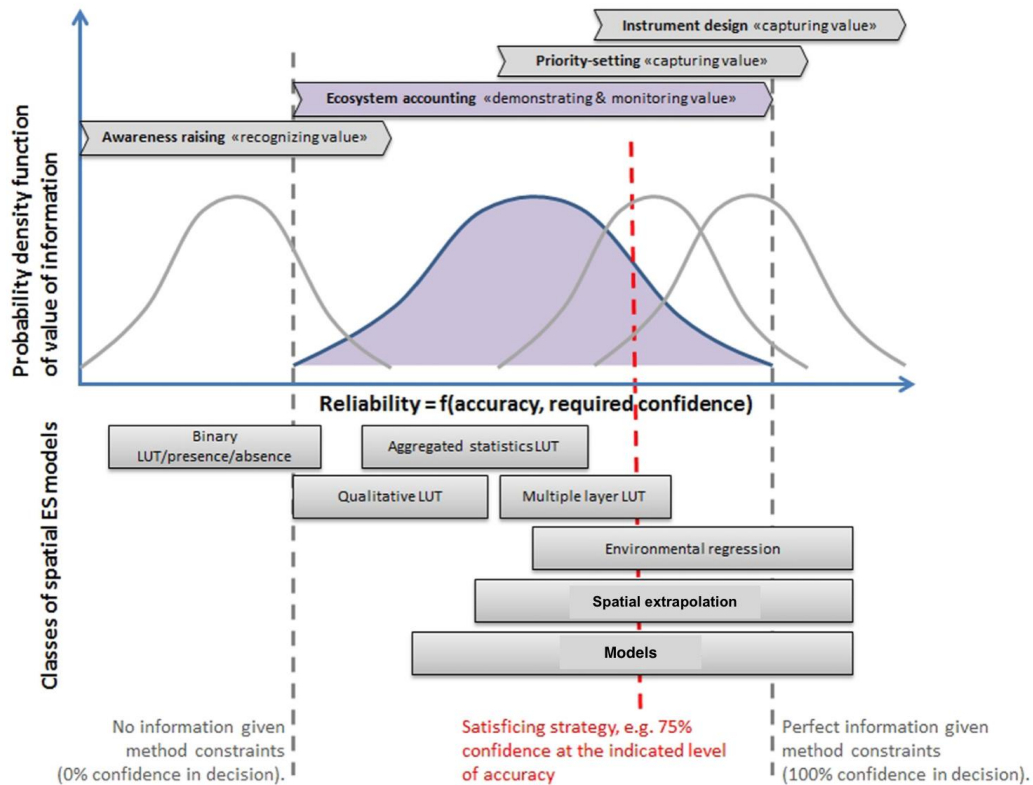 Instrument design «capturing value»
Priority-setting «capturing value»
Ecosystem accounting «demonstrating & monitoring value»
Awareness raising «recognizing value»
Probability density function
of value of information
Reliability = f(accuracy, required confidence)
Classes of spatial ES models
Binary
LUT/presence/absence
Aggregated statistics LUT
Qualitative LUT
Multiple layer LUT
Environmental regression
Spatial extrapolation
Models
No information given
method constraints
(0% confidence in decision).
Satisficing strategy, e.g. 75%
confidence at the indicated level
of accuracy
Perfect information given
method constraints
(100% confidence in decision).